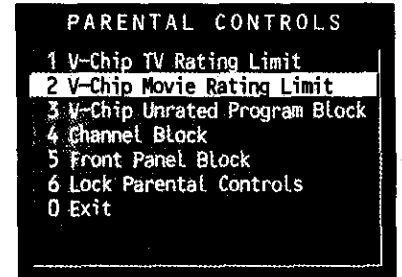 PARENTAL CONTROLS
1 V-Chip TV Rating Limit
2 V-Chip Movie Rating Limit
3 V-Chip Unrated Program Block
4 Channel Block
5 Front Panel Block
6 Lock Parental Controls
0 Exit